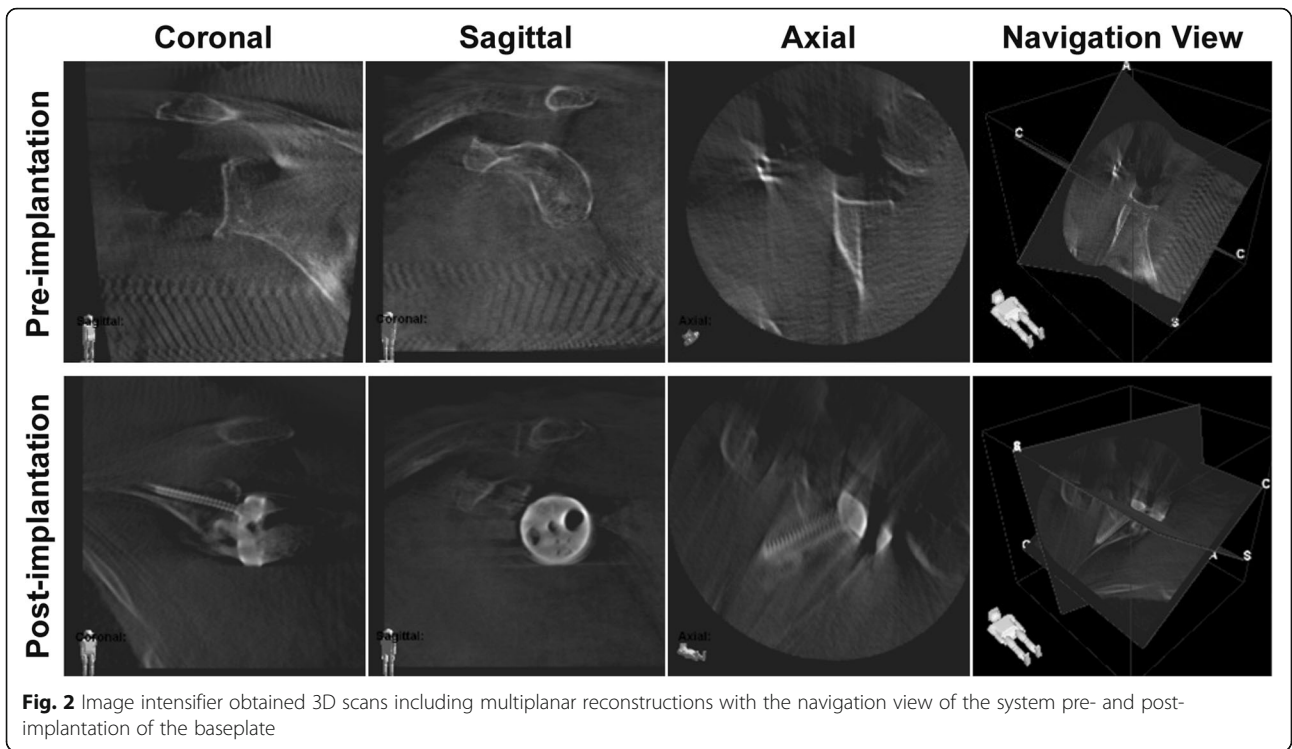 Coronal Sagittal Axial Navigation View
Pre-implantation
A
C
C
S
Sagittal: Coronal: Axial:
Post-implantation
C
A S
Coronal: Sagittal: Axial:
Fig. 2 Image intensifier obtained 3D scans including multiplanar reconstructions with the navigation view of the system pre- and post-
implantation of the baseplate